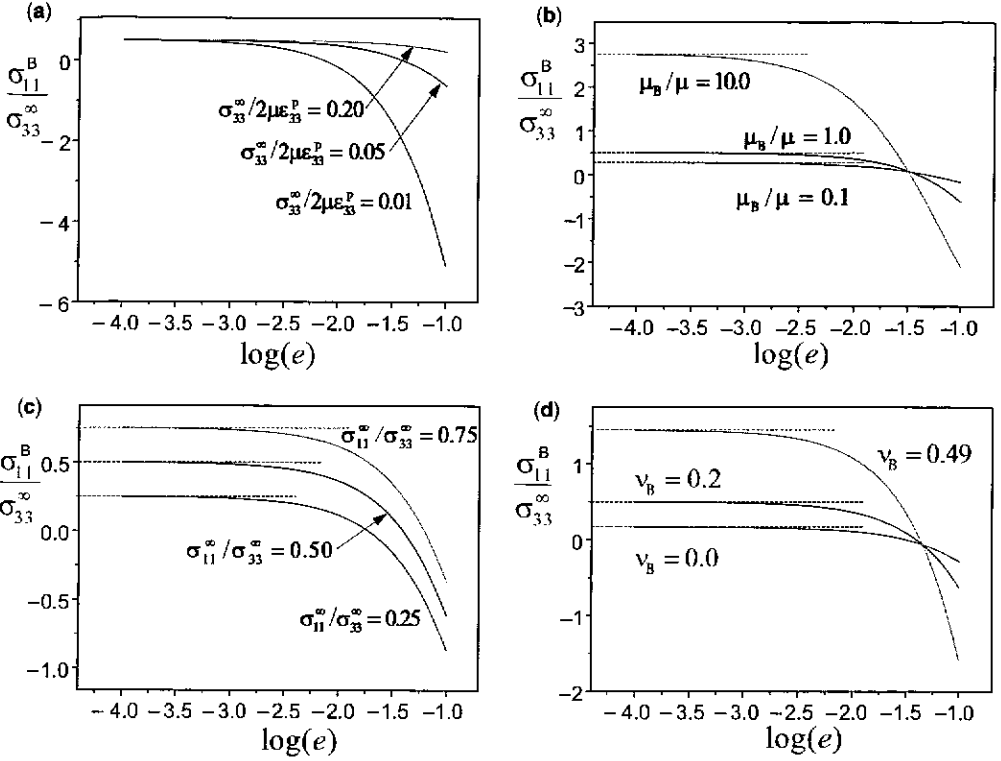 (a)
σ₁₁ᴮ
σ₃₃^∞
0
−2
−4
−6
σ₃₃^∞/2με₃₃ᵖ = 0.20
σ₃₃^∞/2με₃₃ᵖ = 0.05
σ₃₃^∞/2με₃₃ᵖ = 0.01
−4.0 −3.5 −3.0 −2.5 −2.0 −1.5 −1.0
log(e)
(b)
σ₁₁ᴮ
σ₃₃^∞
3
2
1
0
−1
−2
−3
μ_B/μ = 10.0
μ_B/μ = 1.0
μ_B/μ = 0.1
−4.0 −3.5 −3.0 −2.5 −2.0 −1.5 −1.0
log(e)
(c)
σ₁₁ᴮ
σ₃₃^∞
0.5
0.0
−0.5
−1.0
σ₁₁^∞/σ₃₃^∞ = 0.75
σ₁₁^∞/σ₃₃^∞ = 0.50
σ₁₁^∞/σ₃₃^∞ = 0.25
−4.0 −3.5 −3.0 −2.5 −2.0 −1.5 −1.0
log(e)
(d)
σ₁₁ᴮ
σ₃₃^∞
1
0
−1
−2
ν_B = 0.49
ν_B = 0.2
ν_B = 0.0
−4.0 −3.5 −3.0 −2.5 −2.0 −1.5 −1.0
log(e)